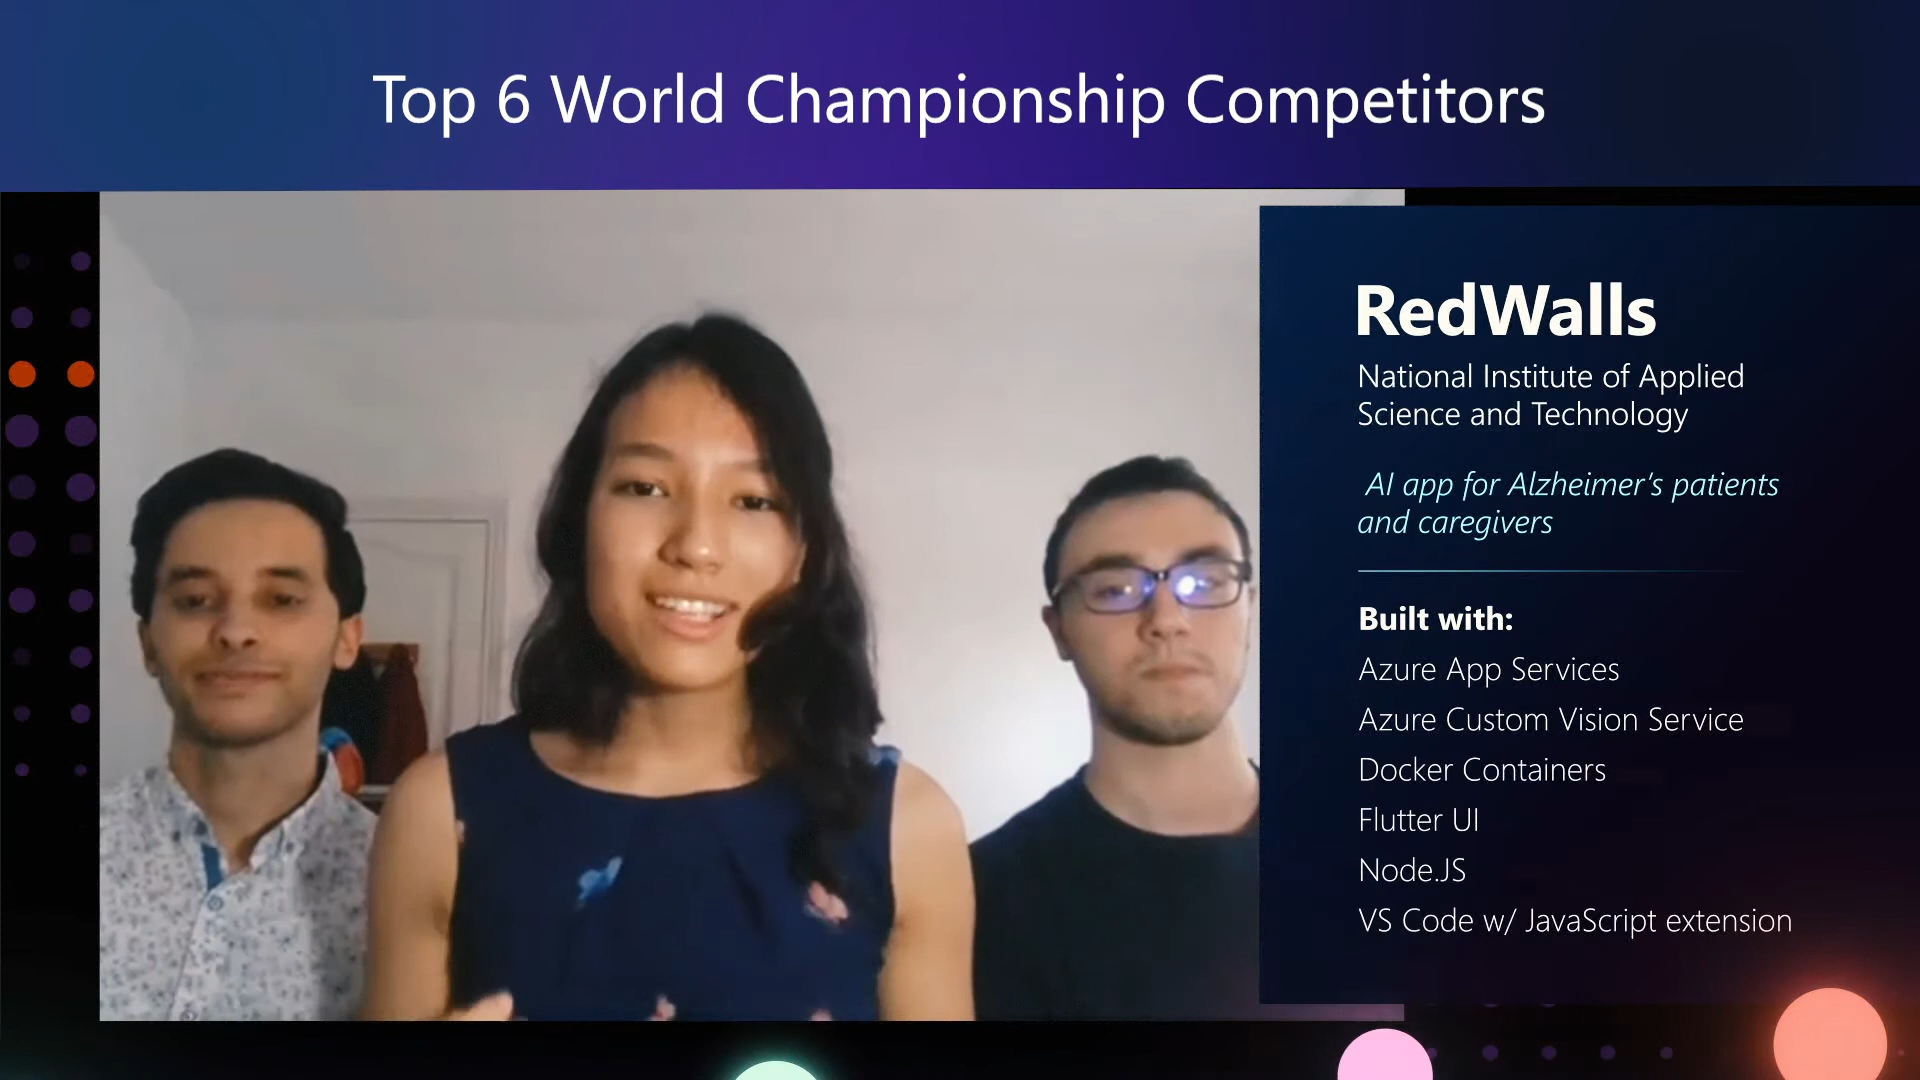 Top 6 World Championship Competitors
RedWalls
National Institute of Applied
Science and Technology
AI app for Alzheimer's patients
and caregivers
Built with:
Azure App Services
Azure Custom Vision Service
Docker Containers
Flutter UI
Node.JS
VS Code w/ JavaScript extension